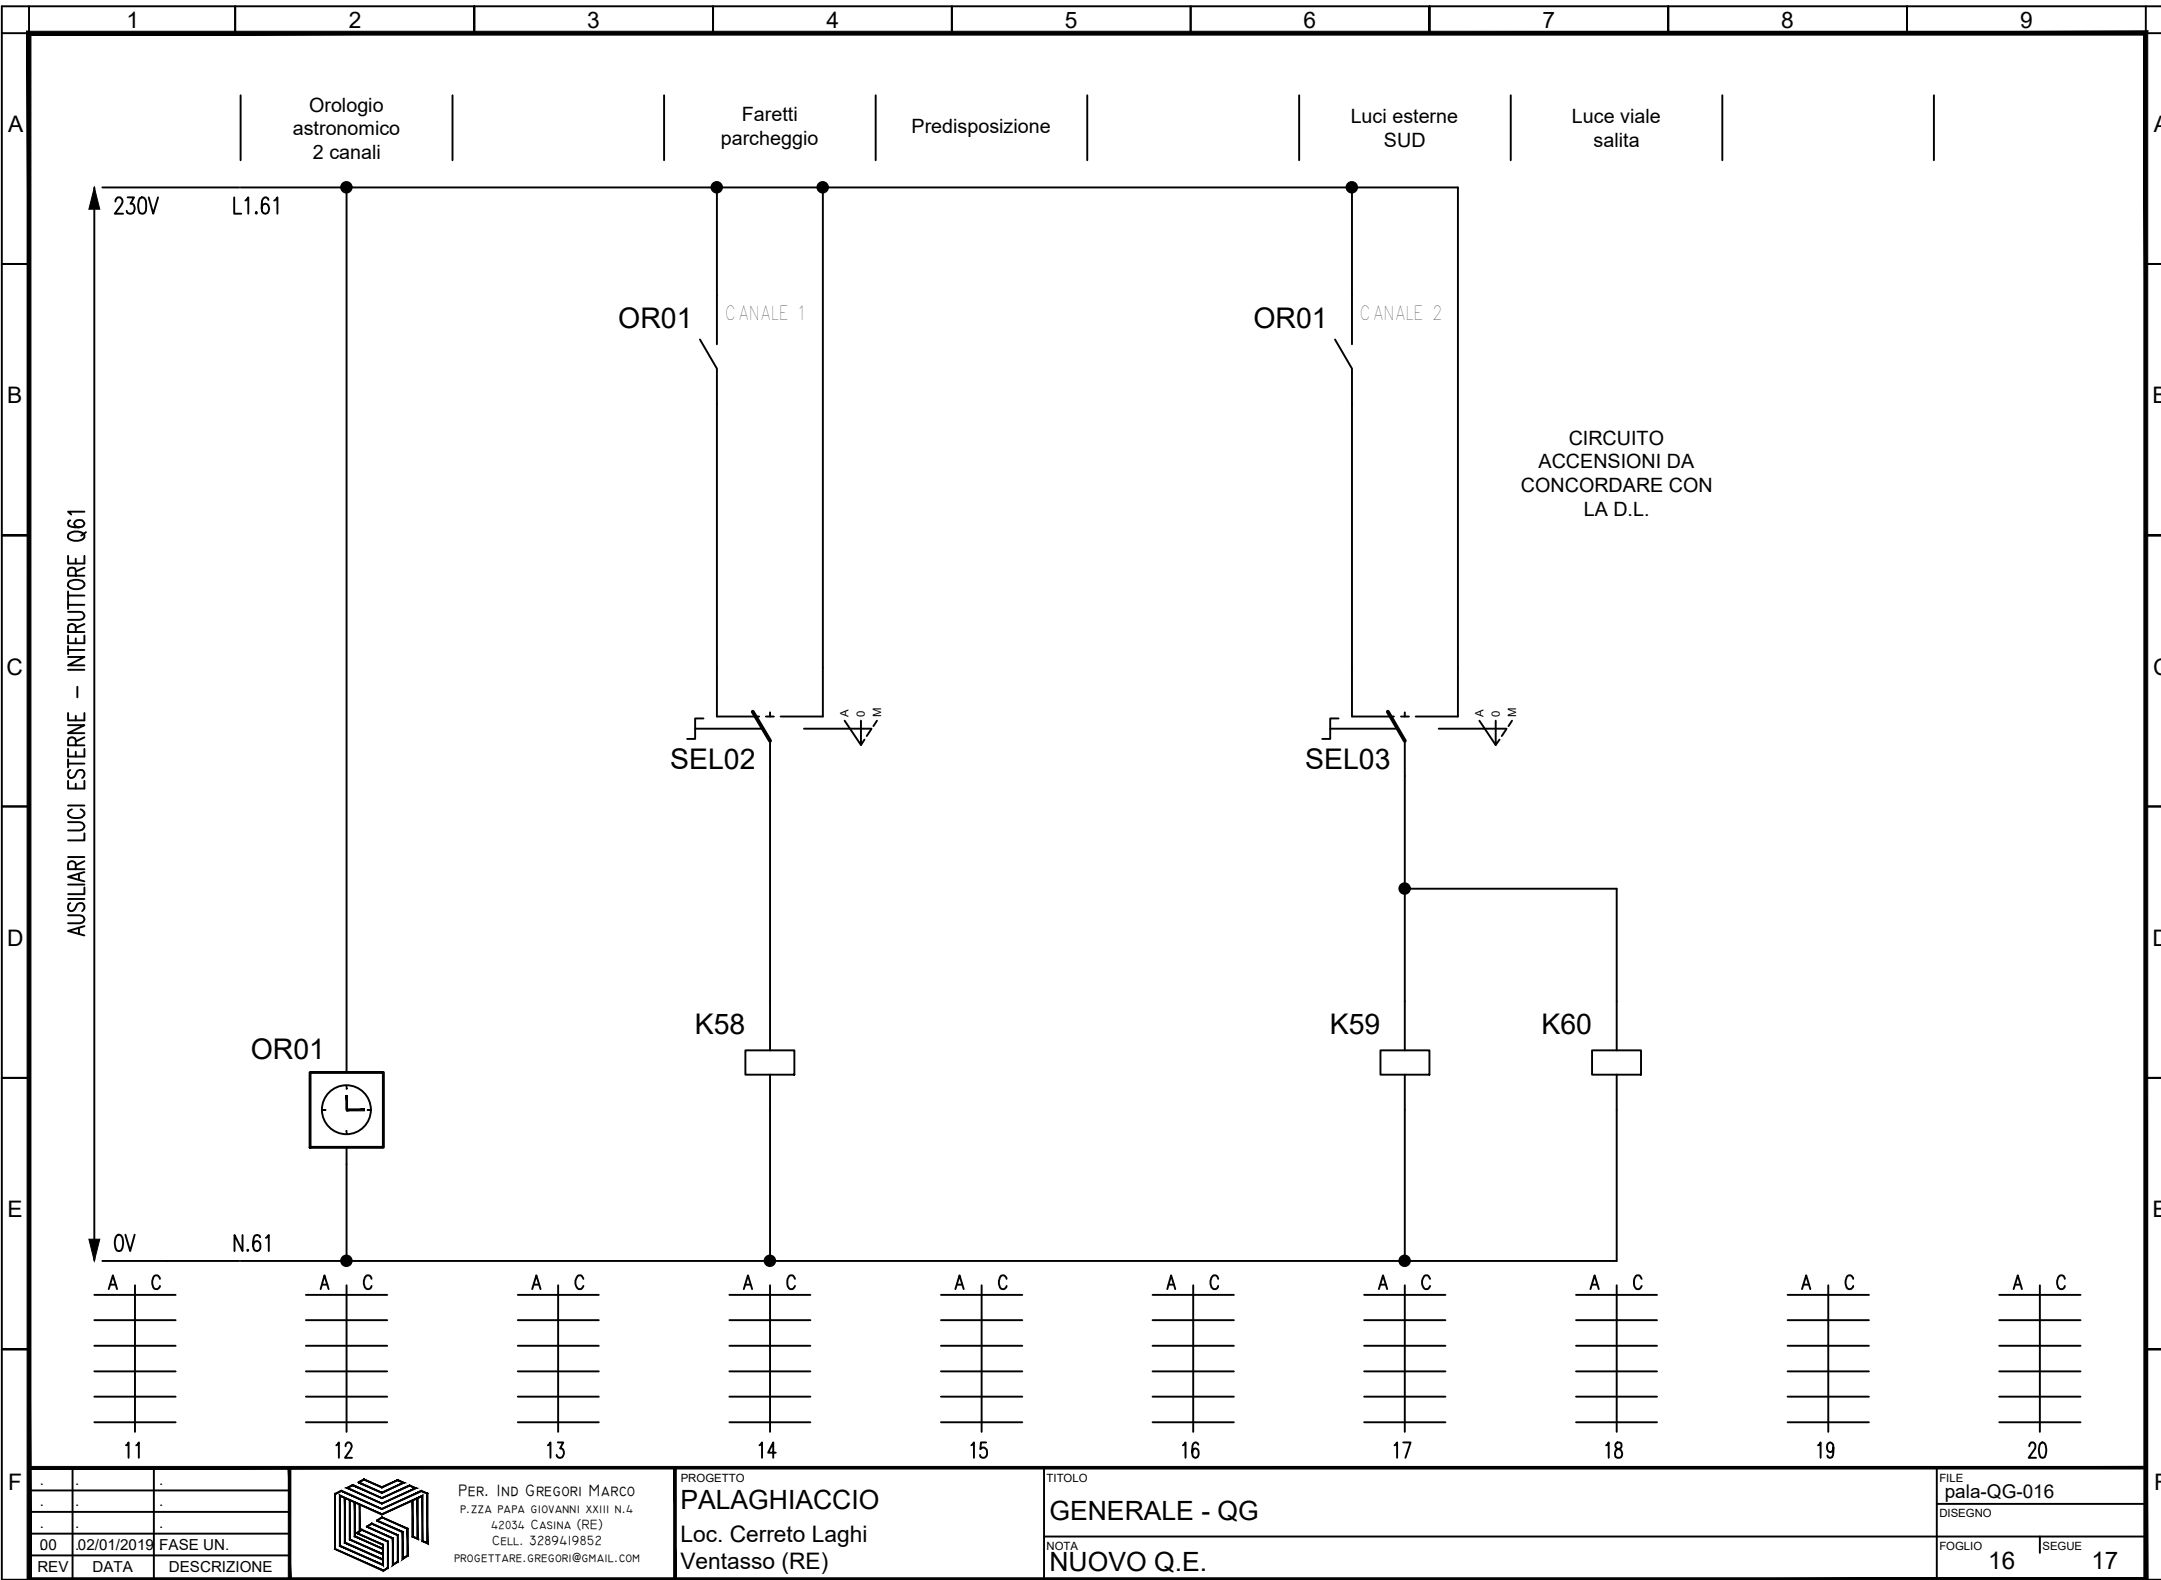 1 2 3 4 5 6 7 8 9
A
Orologio
astronomico
2 canali
Faretti
parcheggio
Predisposizione
Luci esterne
SUD
Luce viale
salita
230V L1.61
B
OR01 CANALE 1
OR01 CANALE 2
CIRCUITO
ACCENSIONI DA
CONCORDARE CON
LA D.L.
AUSILIARI LUCI ESTERNE - INTERUTTORE Q61
C
A 0 M
A 0 M
SEL02
SEL03
D
K58
K59
K60
OR01
E
0V N.61
A C A C A C A C A C A C A C A C A C A C
11 12 13 14 15 16 17 18 19 20
F
. . .
. . .
. . .
00 .02/01/2019 FASE UN.
REV DATA DESCRIZIONE
PER. IND GREGORI MARCO
P.ZZA PAPA GIOVANNI XXIII N.4
42034 CASINA (RE)
CELL. 3289419852
PROGETTARE.GREGORI@GMAIL.COM
PROGETTO
PALAGHIACCIO
Loc. Cerreto Laghi
Ventasso (RE)
TITOLO
GENERALE - QG
NOTA
NUOVO Q.E.
FILE
pala-QG-016
DISEGNO
FOGLIO 16 SEGUE 17